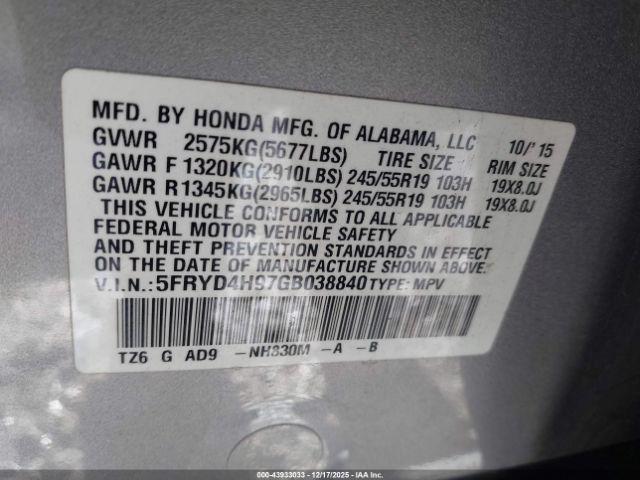 MFD. BY HONDA MFG. OF ALABAMA, LLC 10/'15
GVWR 2575KG(5677LBS) TIRE SIZE RIM SIZE
GAWR F 1320KG(2910LBS) 245/55R19 103H 19X8.0J
GAWR R1345KG(2965LBS) 245/55R19 103H 19X8.0J
THIS VEHICLE CONFORMS TO ALL APPLICABLE
FEDERAL MOTOR VEHICLE SAFETY
AND THEFT PREVENTION STANDARDS IN EFFECT
ON THE DATE OF MANUFACTURE SHOWN ABOVE.
V.I.N.:5FRYD4H97GB038840 TYPE: MPV
TZ6 G AD9 -NH830M -A -B
000-43933033 - 12/17/2025 - IAAI.COM